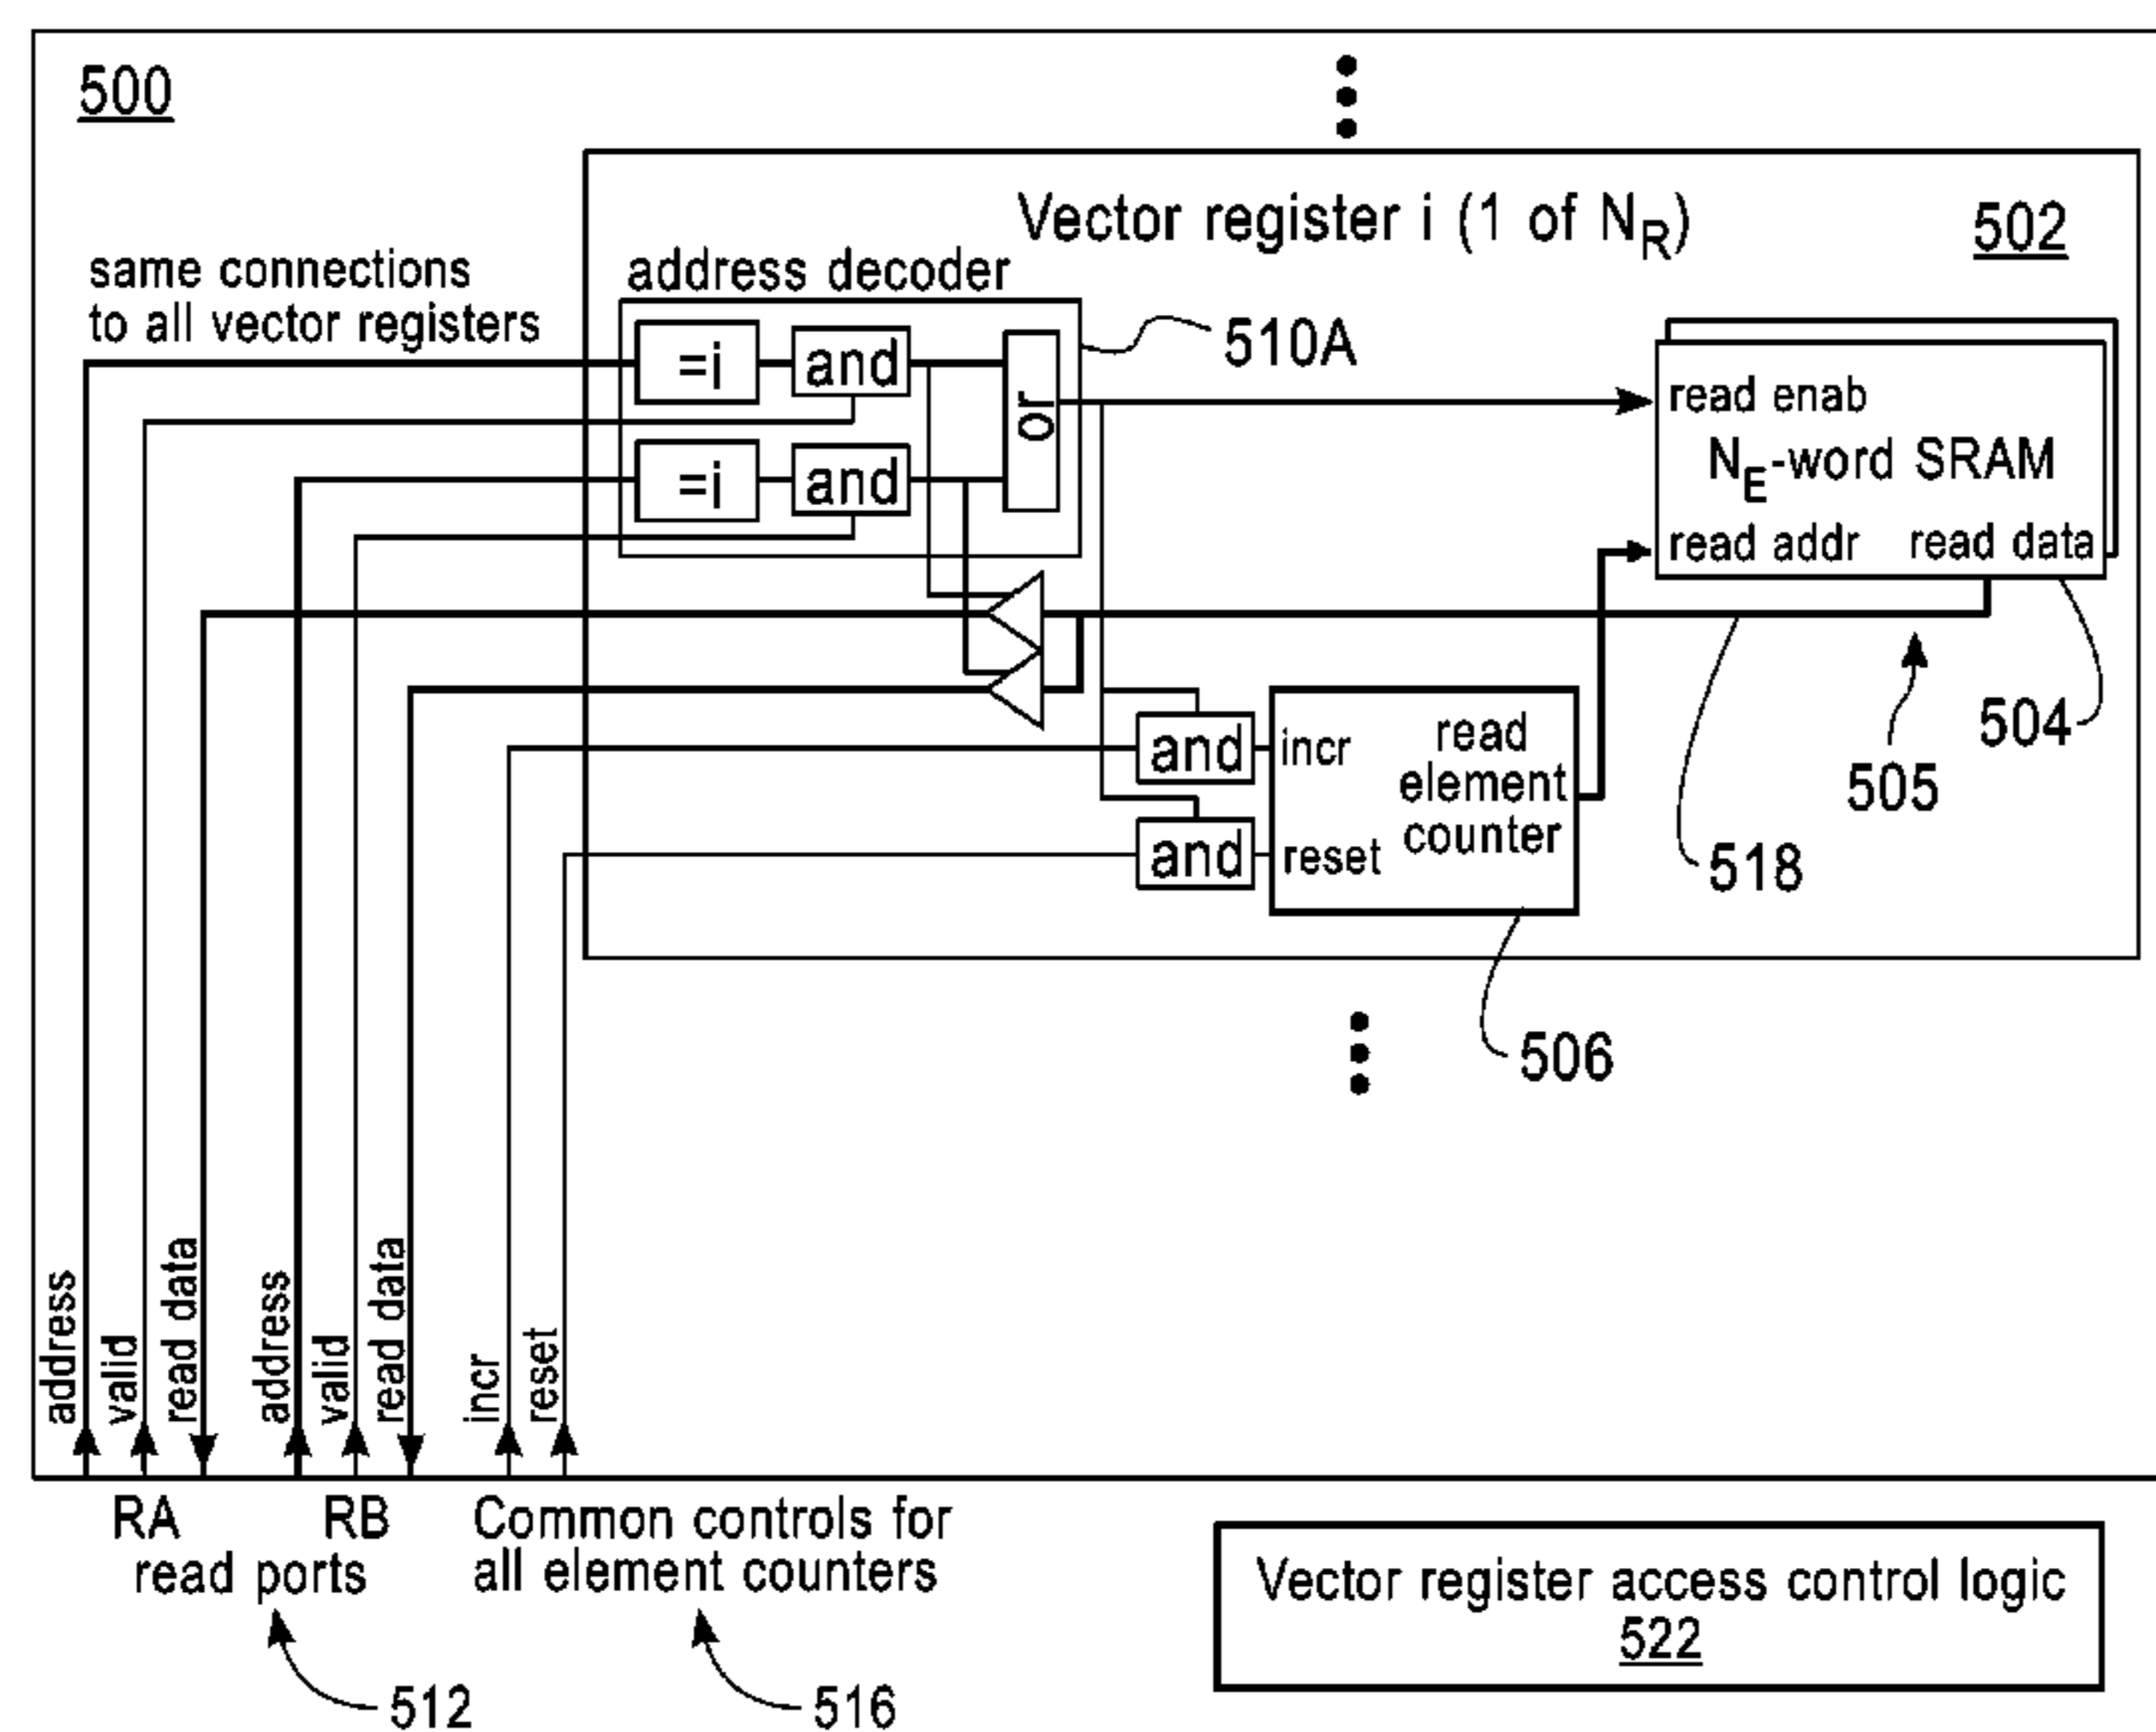 500
Vector register i (1 of NR)
502
same connections
to all vector registers
address decoder
=i
and
or
510A
=i
and
read enab
NE-word SRAM
read addr
read data
504
505
518
and
incr
read
element
counter
and
reset
506
address
valid
read data
address
valid
read data
incr
reset
RA
RB
read ports
Common controls for
all element counters
512
516
Vector register access control logic
522